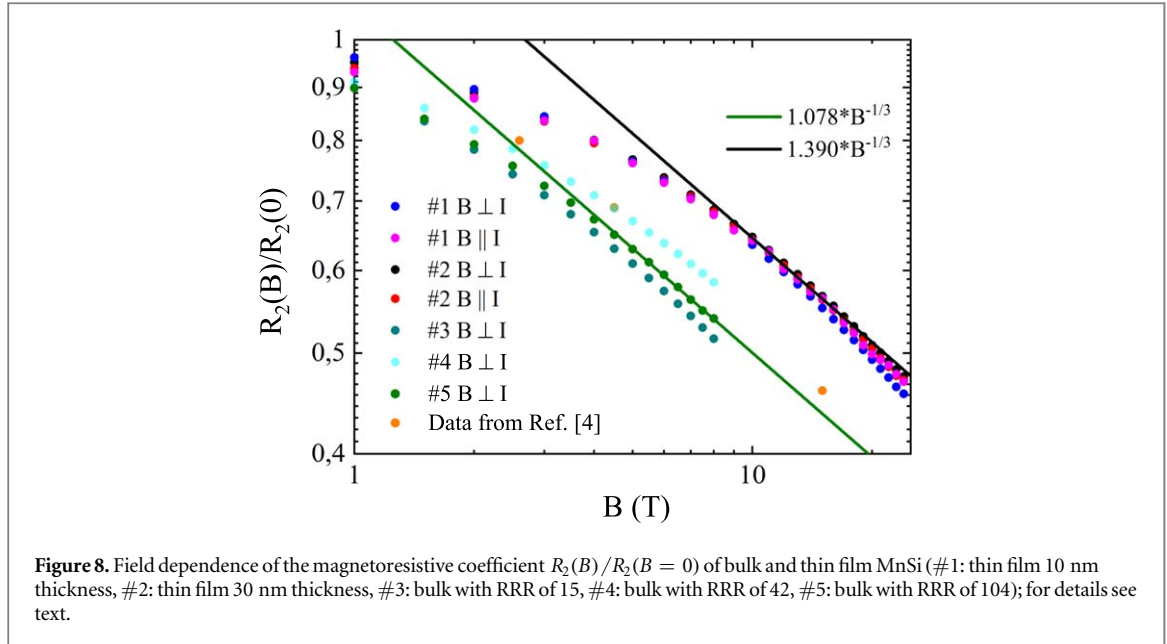 1
0,9
0,8
0,7
0,6
0,5
0,4
R₂(B)/R₂(0)
1.078*B⁻¹/³
1.390*B⁻¹/³
#1 B ⊥ I
#1 B ∥ I
#2 B ⊥ I
#2 B ∥ I
#3 B ⊥ I
#4 B ⊥ I
#5 B ⊥ I
Data from Ref. [4]
1 10
B (T)
Figure 8. Field dependence of the magnetoresistive coefficient R₂(B)/R₂(B = 0) of bulk and thin film MnSi (#1: thin film 10 nm
thickness, #2: thin film 30 nm thickness, #3: bulk with RRR of 15, #4: bulk with RRR of 42, #5: bulk with RRR of 104); for details see
text.